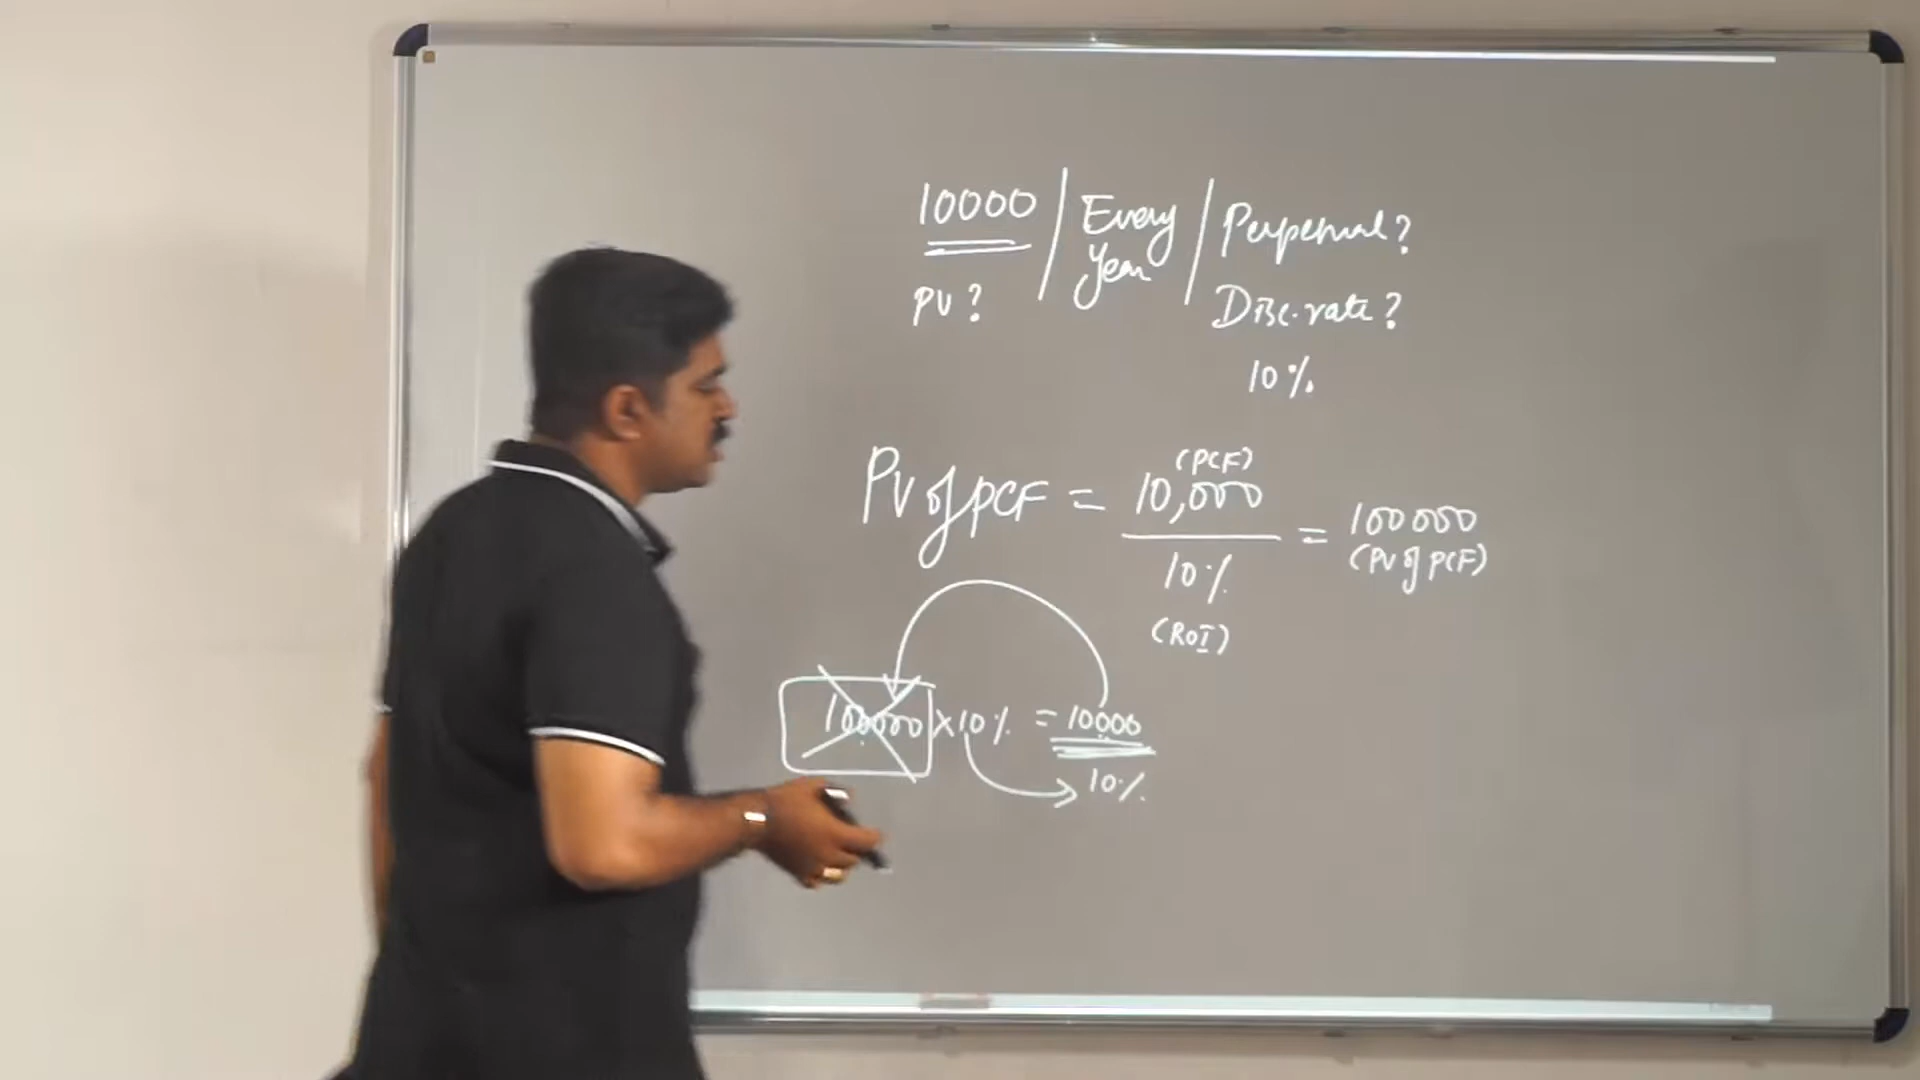 10000 / Every Year / Perpetual?
PV? Disc. rate?
10%
(PCF)
PV of PCF = 10,000 = 100000
10% (PV of PCF)
(ROI)
100000 × 10% = 10000
10%